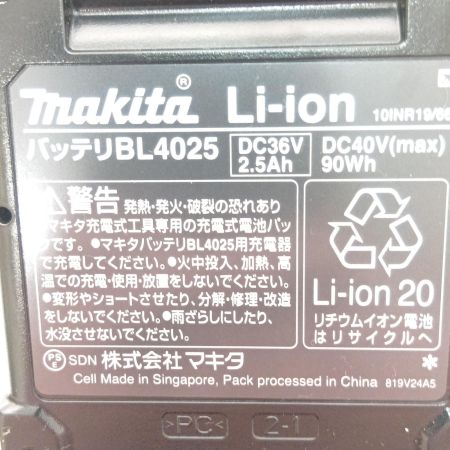 makita® Li-ion 10INR19/66
バッテリBL4025 DC36V 2.5Ah DC40V(max) 90Wh
⚠警告 発熱・発火・破裂の恐れあり
マキタ充電式工具専用の充電式電池パッ
クです。●マキタバッテリBL4025用充電器
で充電してください。●火中投入、加熱、高
温での充電・使用・放置をしないでください。
●変形やショートさせたり、分解・修理・改造
をしないでください。●雨ざらしにしたり、
水没させないでください。
Li-ion 20
リチウムイオン電池
はリサイクルへ
PS E SDN 株式会社 マキタ
Cell Made in Singapore, Pack processed in China 819V24A5
>PC< 2-1